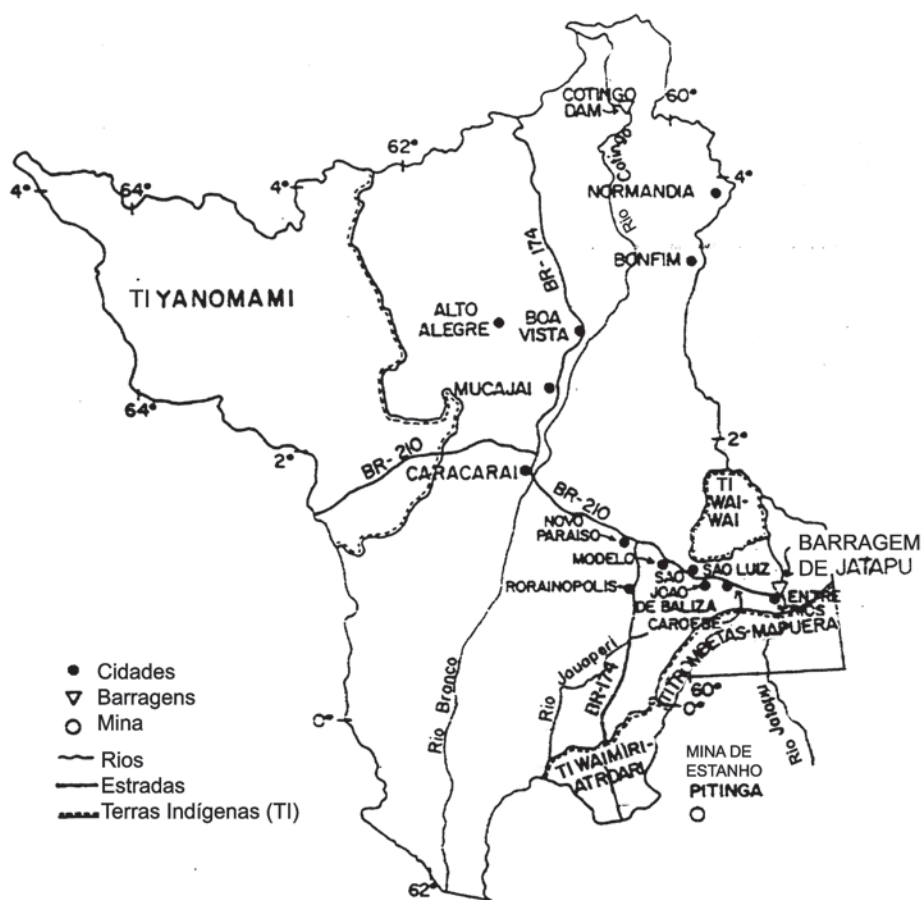 COTINGO
DAM
60°
62°
4°
64°
4°
4°
Rio Cotingo
NORMANDIA
BR-174
BONFIM
TI YANOMAMI
ALTO
ALEGRE
BOA
VISTA
MUCAJAI
64°
2°
2°
BR-210
CARACARAI
BR-210
TI
WAI-
WAI
NOVO
PARAISO
BARRAGEM
DE JATAPU
MODELO
SÃO LUIZ
RORAINOPOLIS
SÃO
JOÃO
DE BALIZA
ENTRE
RIOS
CAROEBE
TI TROMBETAS-MAPUERA
Cidades
Barragens
Mina
Rios
Estradas
Terras Indígenas (TI)
0°
Rio Branco
Rio Jauaperi
BR-174
60°
0°
Rio Jatapu
TI WAIMIRI-
ATROARI
MINA DE
ESTANHO
PITINGA
62°